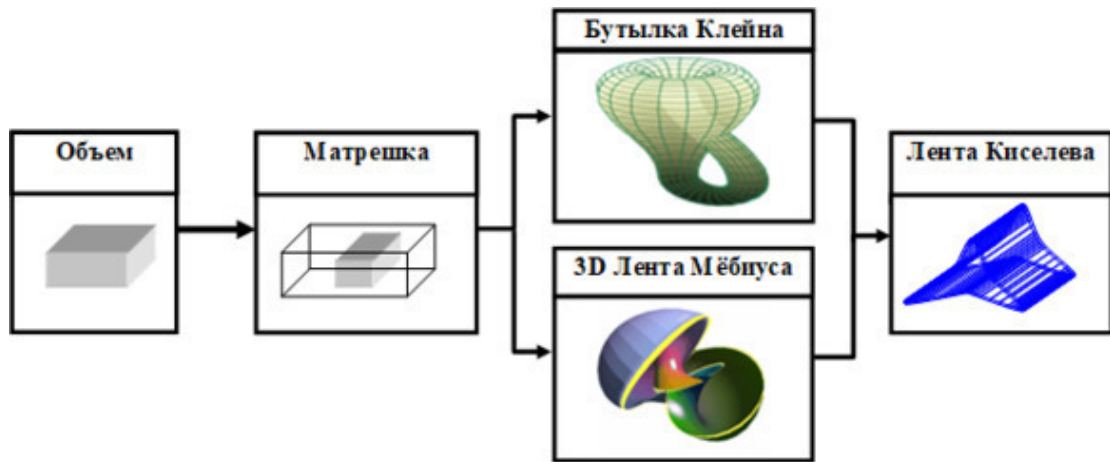 Объем
Матрешка
Бутылка Клейна
3D Лента Мёбиуса
Лента Киселева